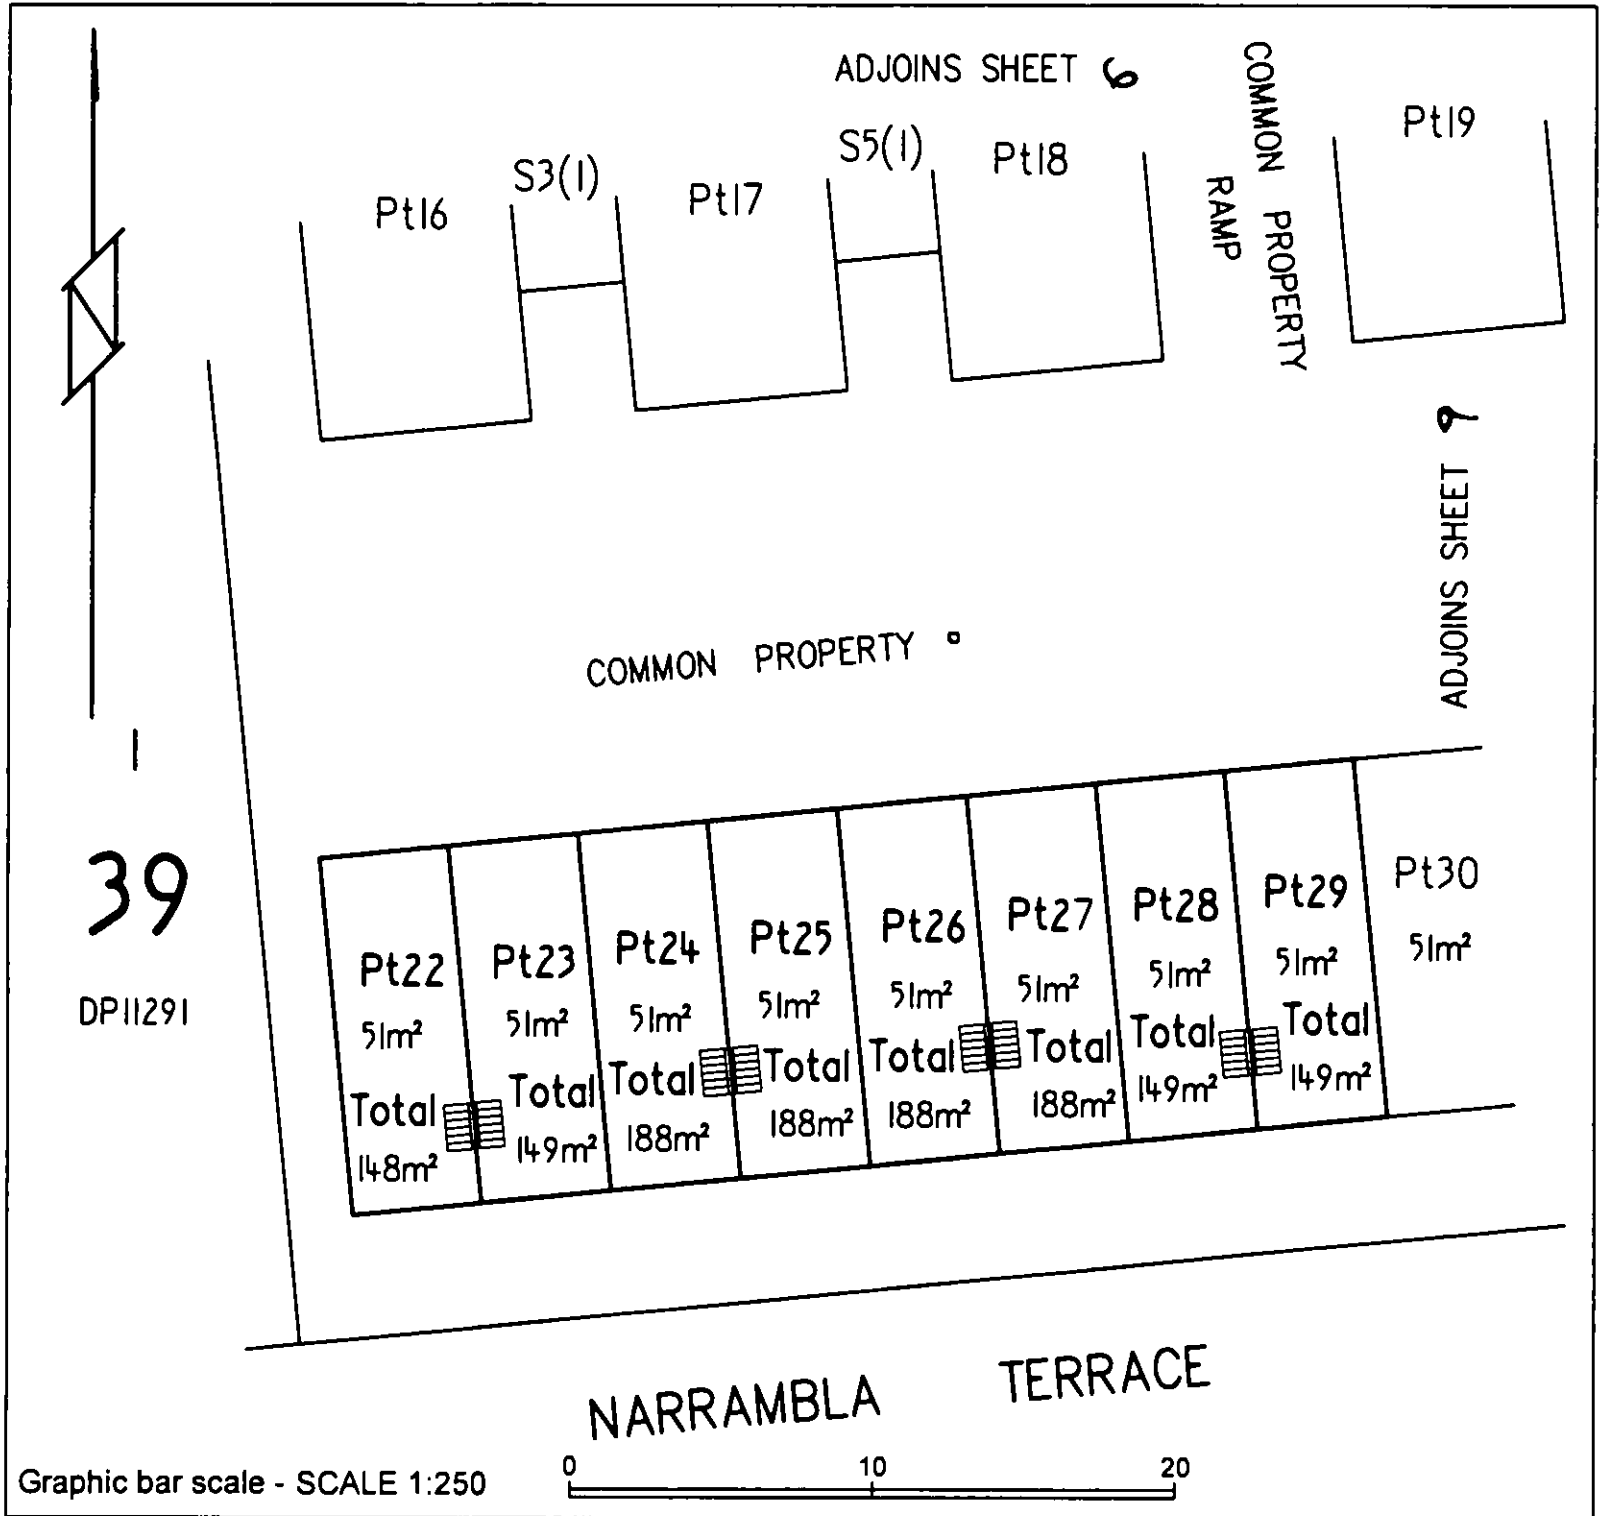 ADJOINS SHEET 6
COMMON PROPERTY
RAMP
Pt16
S3(1)
Pt17
S5(1)
Pt18
Pt19
ADJOINS SHEET 9
COMMON PROPERTY
1
39
DP11291
Pt22
51m²
Total
148m²
Pt23
51m²
Total
149m²
Pt24
51m²
Total
188m²
Pt25
51m²
Total
188m²
Pt26
51m²
Total
188m²
Pt27
51m²
Total
188m²
Pt28
51m²
Total
149m²
Pt29
51m²
Total
149m²
Pt30
51m²
NARRAMBLA TERRACE
Graphic bar scale - SCALE 1:250
0 10 20